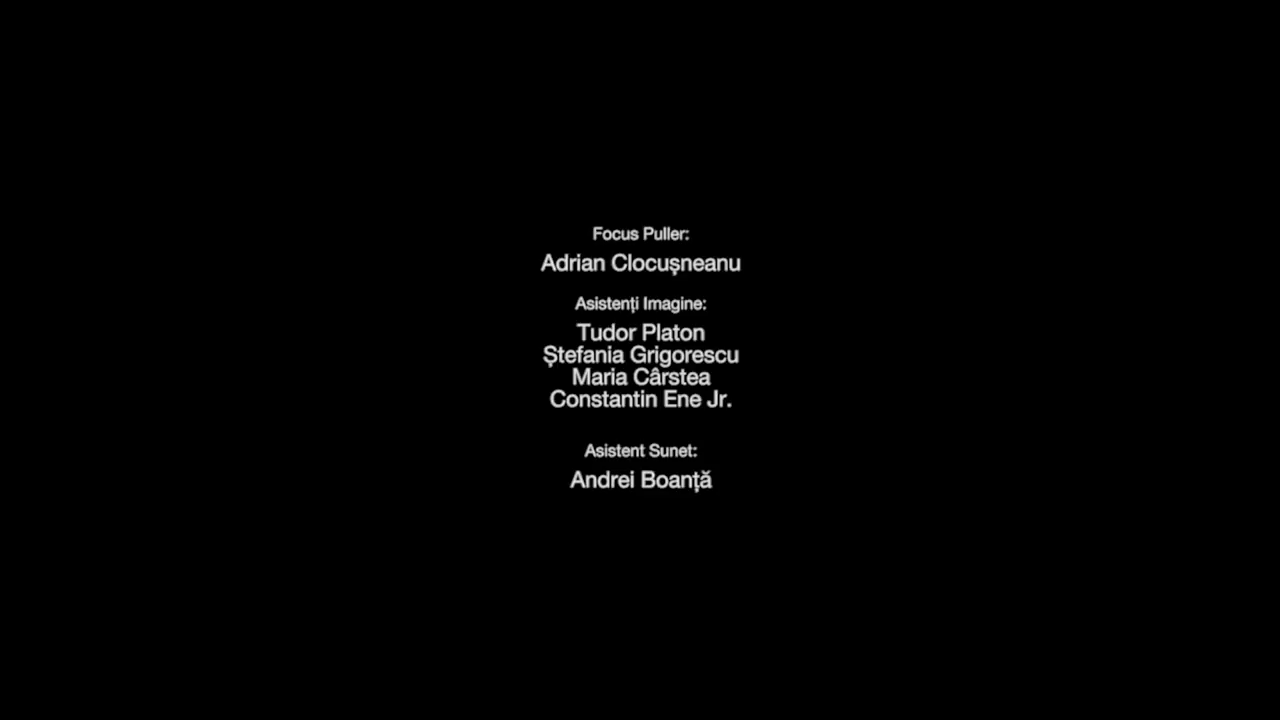 Focus Puller:
Adrian Clocușneanu
Asistenți Imagine:
Tudor Platon
Ștefania Grigorescu
Maria Cârstea
Constantin Ene Jr.
Asistent Sunet:
Andrei Boanță